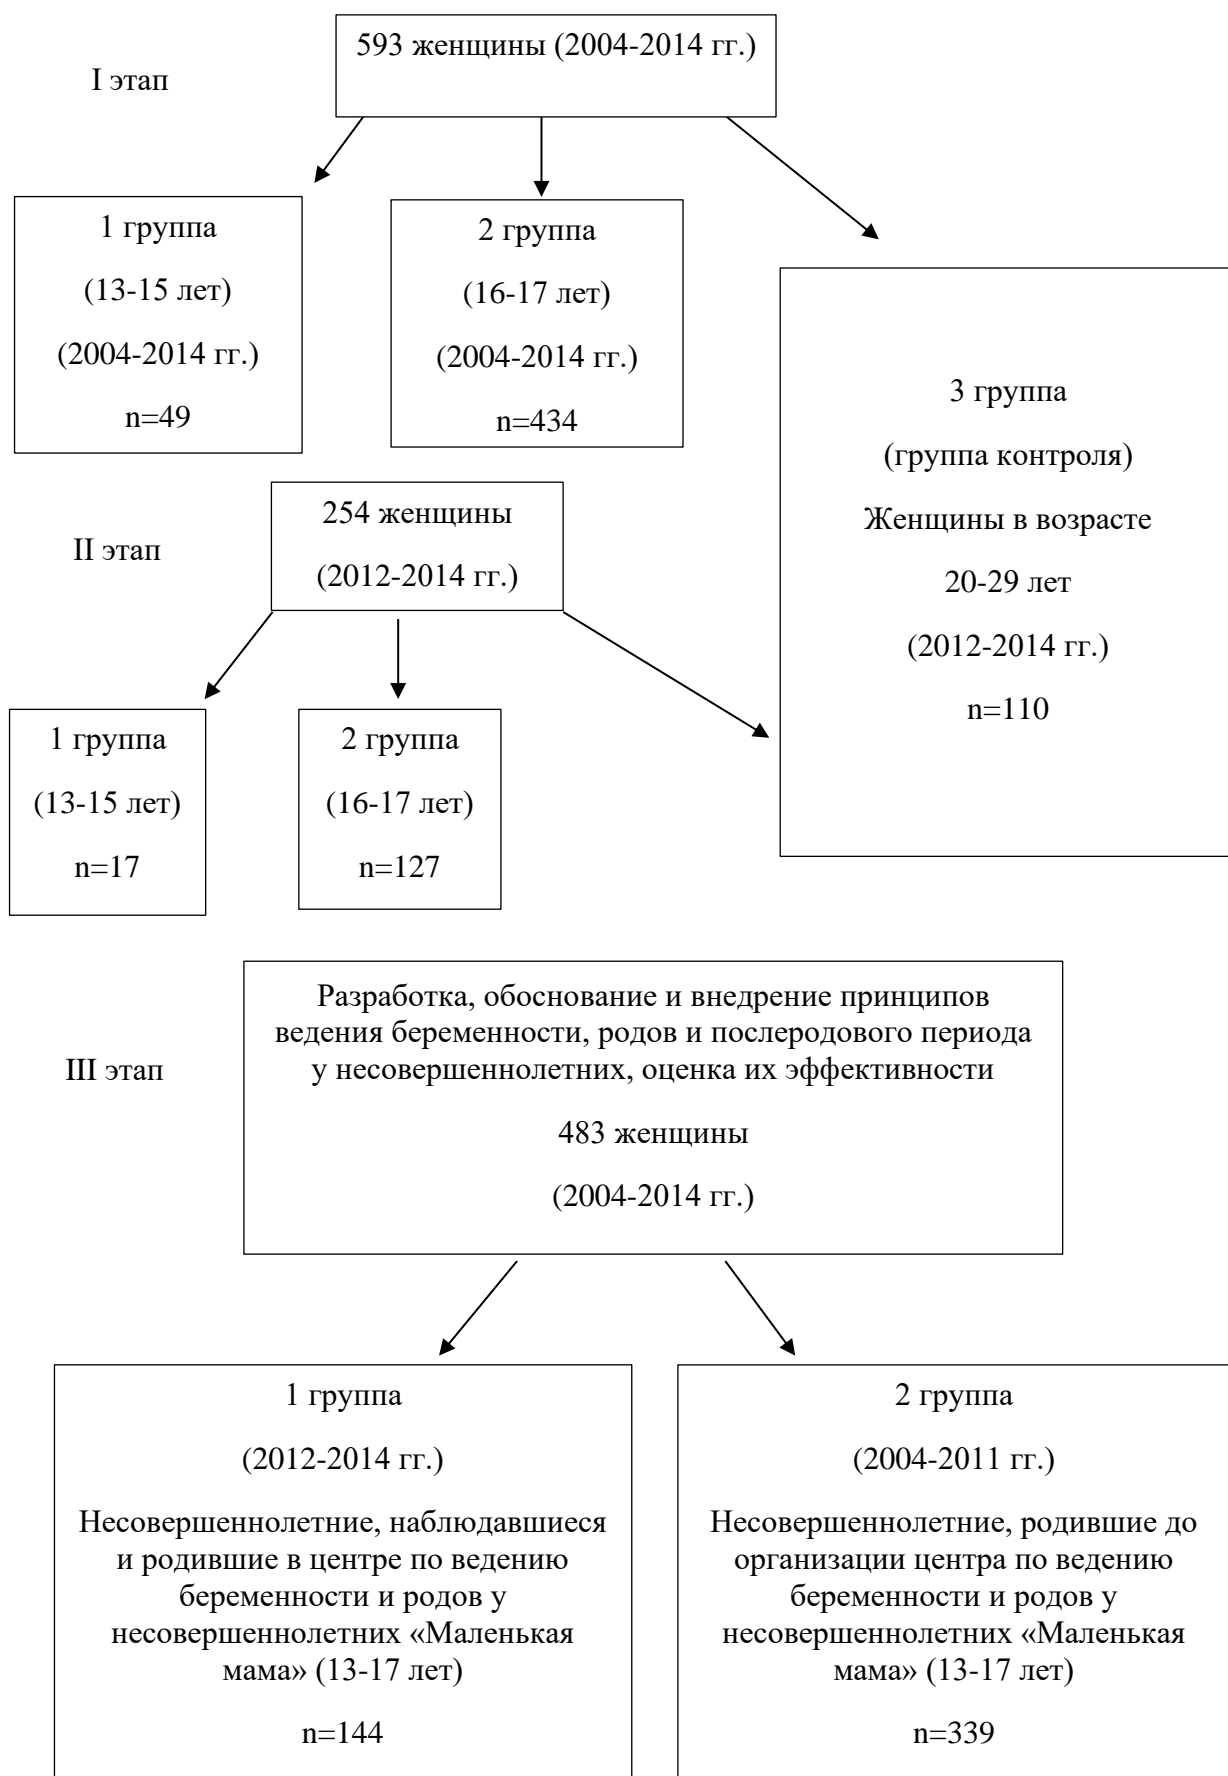 593 женщины (2004-2014 гг.)
I этап
1 группа
(13-15 лет)
(2004-2014 гг.)
n=49
2 группа
(16-17 лет)
(2004-2014 гг.)
n=434
3 группа
(группа контроля)
Женщины в возрасте
20-29 лет
(2012-2014 гг.)
n=110
254 женщины
(2012-2014 гг.)
II этап
1 группа
(13-15 лет)
n=17
2 группа
(16-17 лет)
n=127
Разработка, обоснование и внедрение принципов
ведения беременности, родов и послеродового периода
у несовершеннолетних, оценка их эффективности
483 женщины
(2004-2014 гг.)
III этап
1 группа
(2012-2014 гг.)
Несовершеннолетние, наблюдавшиеся
и родившие в центре по ведению
беременности и родов у
несовершеннолетних «Маленькая
мама» (13-17 лет)
n=144
2 группа
(2004-2011 гг.)
Несовершеннолетние, родившие до
организации центра по ведению
беременности и родов у
несовершеннолетних «Маленькая
мама» (13-17 лет)
n=339